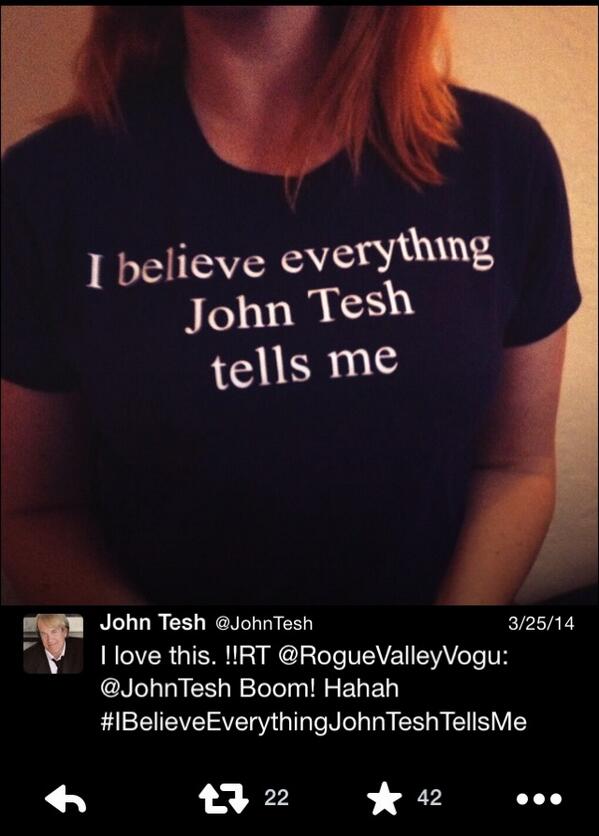 I believe everything
John Tesh
tells me
John Tesh @JohnTesh 3/25/14
I love this. !!RT @RogueValleyVogu:
@JohnTesh Boom! Hahah
#IBelieveEverythingJohnTeshTellsMe
22 42